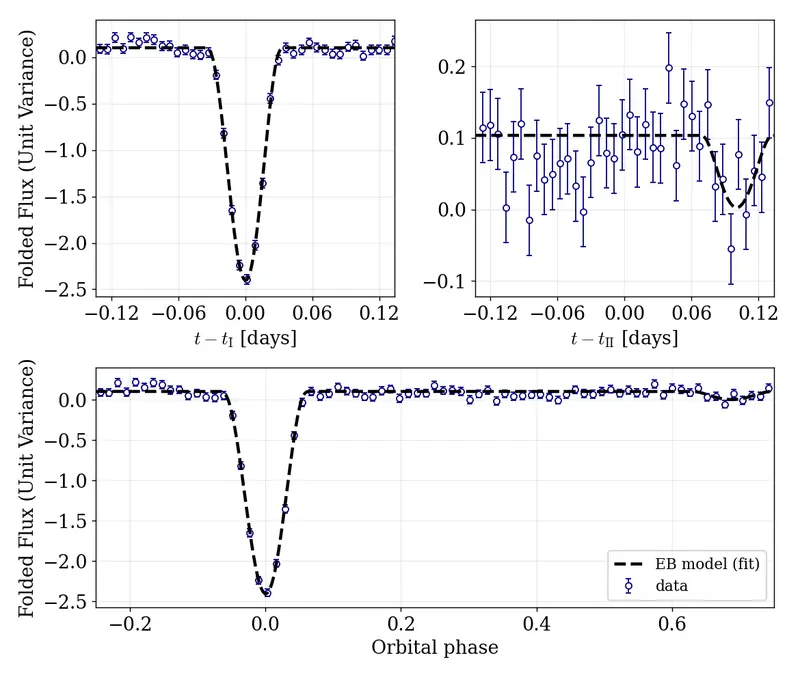 Folded Flux (Unit Variance)
0.0
−0.5
−1.0
−1.5
−2.0
−2.5
−0.12 −0.06 0.00 0.06 0.12
t − tI [days]
0.2
0.1
0.0
−0.1
−0.12 −0.06 0.00 0.06 0.12
t − tII [days]
Folded Flux (Unit Variance)
0.0
−0.5
−1.0
−1.5
−2.0
−2.5
EB model (fit)
data
−0.2 0.0 0.2 0.4 0.6
Orbital phase